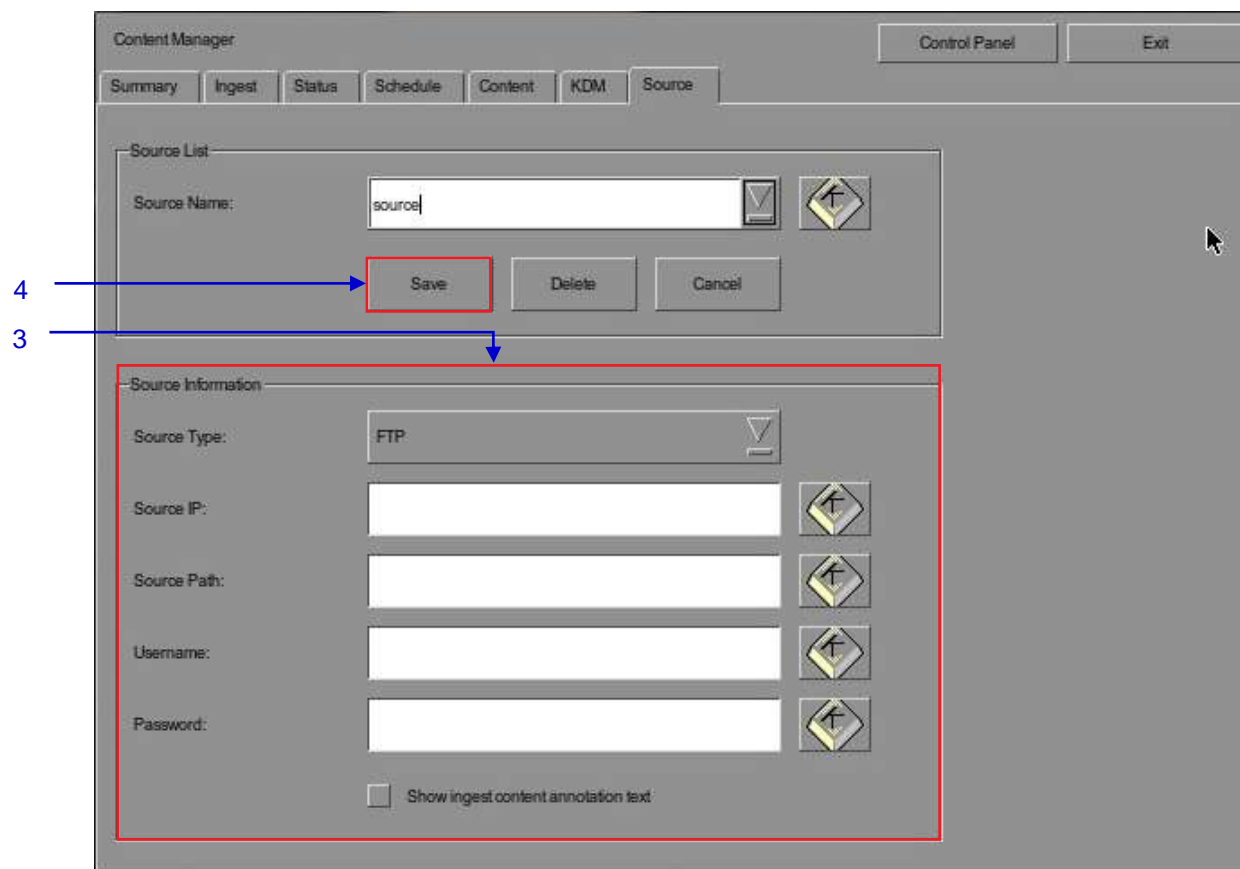 Content Manager
Control Panel
Exit
Summary Ingest Status Schedule Content KDM Source
Source List
Source Name:
source
4
Save
Delete
Cancel
3
Source Information
Source Type:
FTP
Source IP:
Source Path:
Username:
Password:
Show ingest content annotation text